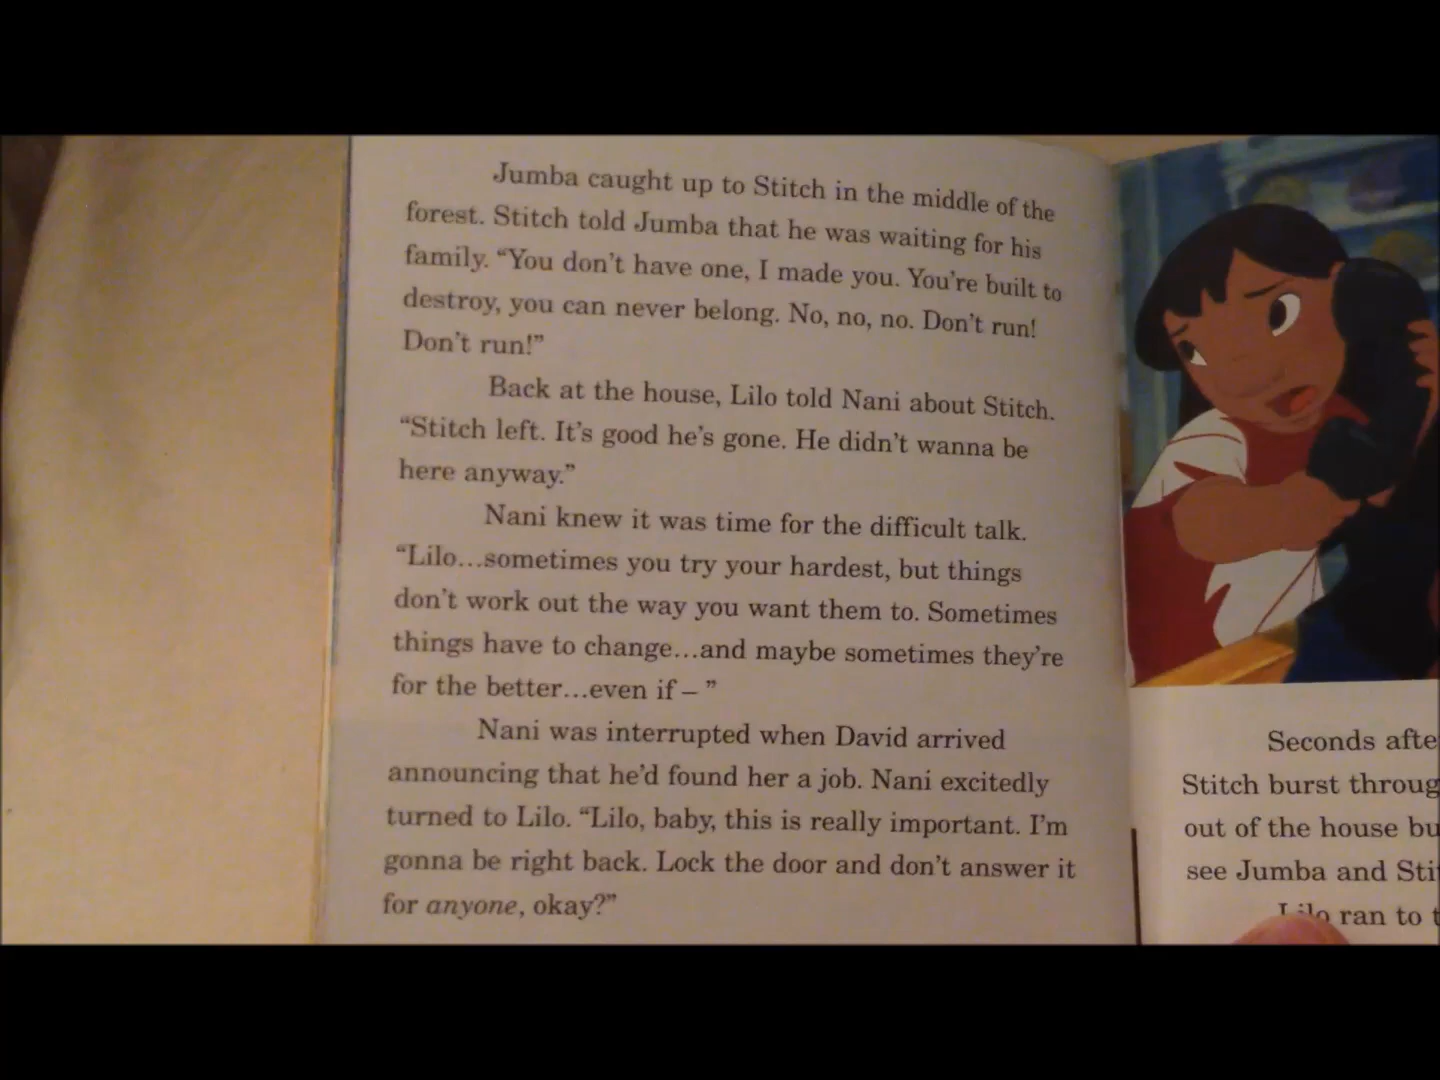 Jumba caught up to Stitch in the middle of the
forest. Stitch told Jumba that he was waiting for his
family. “You don’t have one, I made you. You’re built to
destroy, you can never belong. No, no, no. Don’t run!
Don’t run!”
Back at the house, Lilo told Nani about Stitch.
“Stitch left. It’s good he’s gone. He didn’t wanna be
here anyway.”
Nani knew it was time for the difficult talk.
“Lilo...sometimes you try your hardest, but things
don’t work out the way you want them to. Sometimes
things have to change...and maybe sometimes they’re
for the better...even if – ”
Nani was interrupted when David arrived
announcing that he’d found her a job. Nani excitedly
turned to Lilo. “Lilo, baby, this is really important. I’m
gonna be right back. Lock the door and don’t answer it
for anyone, okay?”
Seconds afte
Stitch burst throug
out of the house bu
see Jumba and Sti
Lilo ran to t